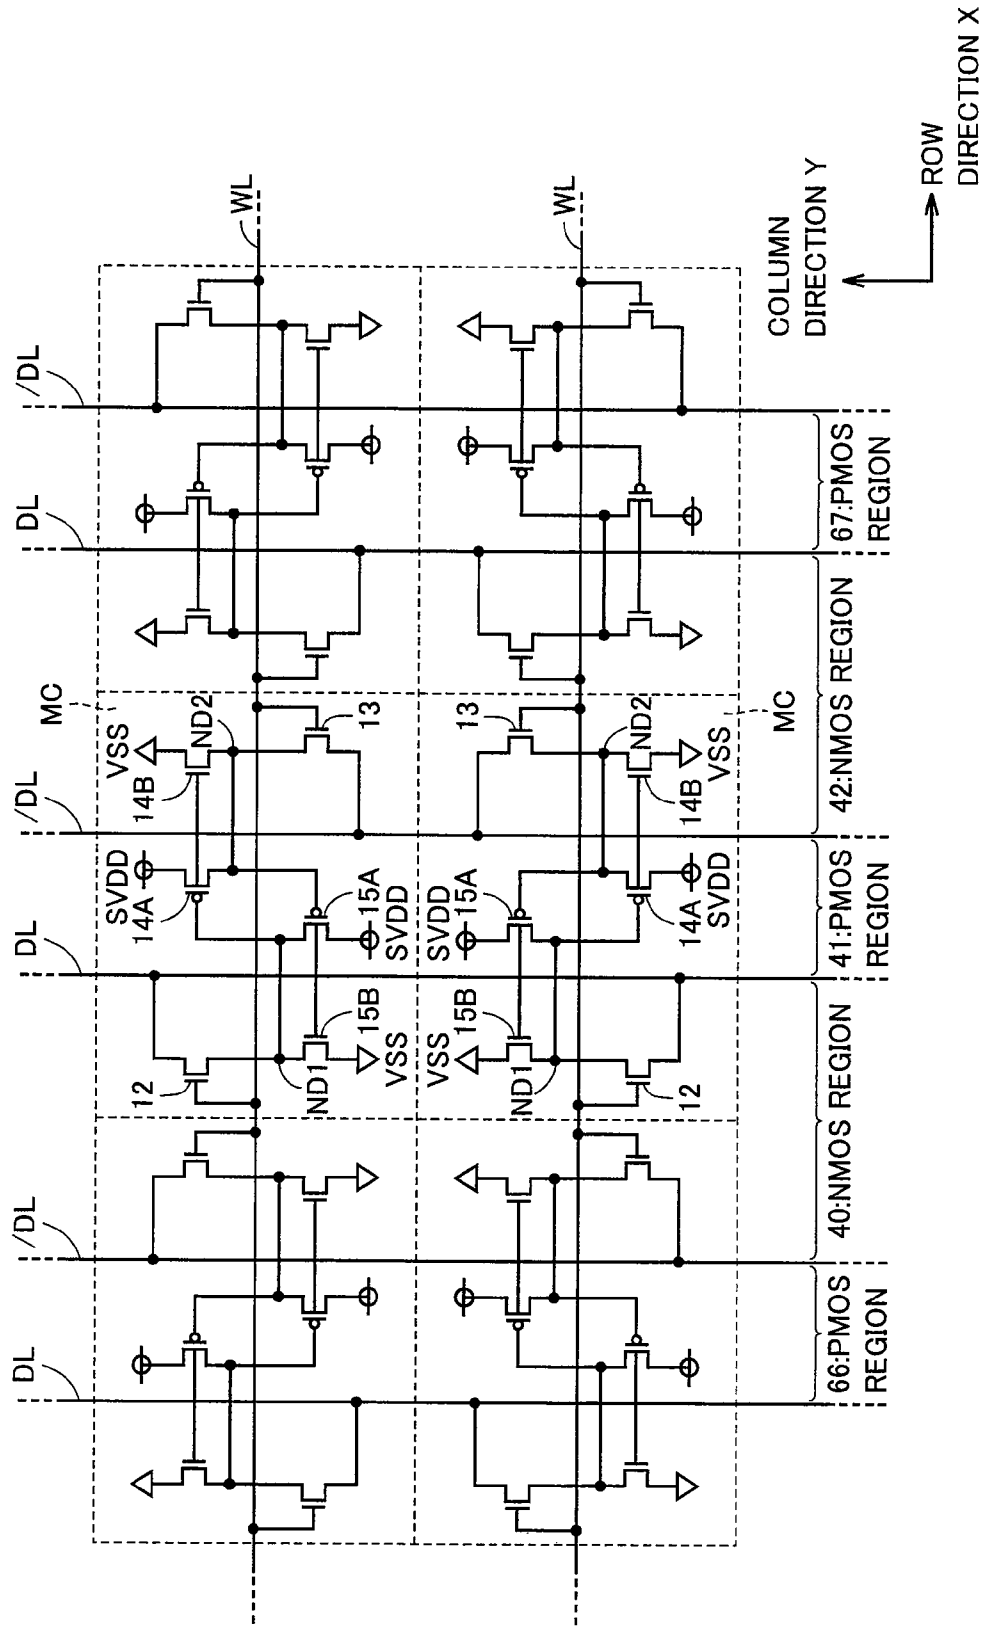 DL
/DL
DL
/DL
DL
/DL
MC
SVDD
14A
VSS
14B
ND2
WL
12
ND1
15B
VSS
15A
SVDD
13
VSS
15B
ND1
SVDD
15A
13
ND2
WL
12
14A
SVDD
14B
VSS
MC
66:PMOS
REGION
40:NMOS REGION
41:PMOS
REGION
42:NMOS REGION
67:PMOS
REGION
COLUMN
DIRECTION Y
ROW
DIRECTION X